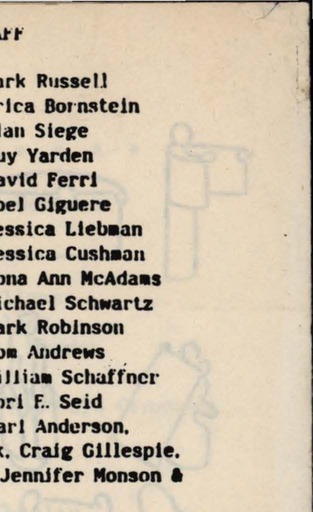 AFF
ark Russell
rica Bornstein
lan Siege
uy Yarden
avid Ferri
oel Giguere
essica Liebman
essica Cushman
ona Ann McAdams
ichael Schwartz
ark Robinson
om Andrews
illiam Schaffner
ori E. Seid
arl Anderson,
k, Craig Gillespie,
Jennifer Monson &